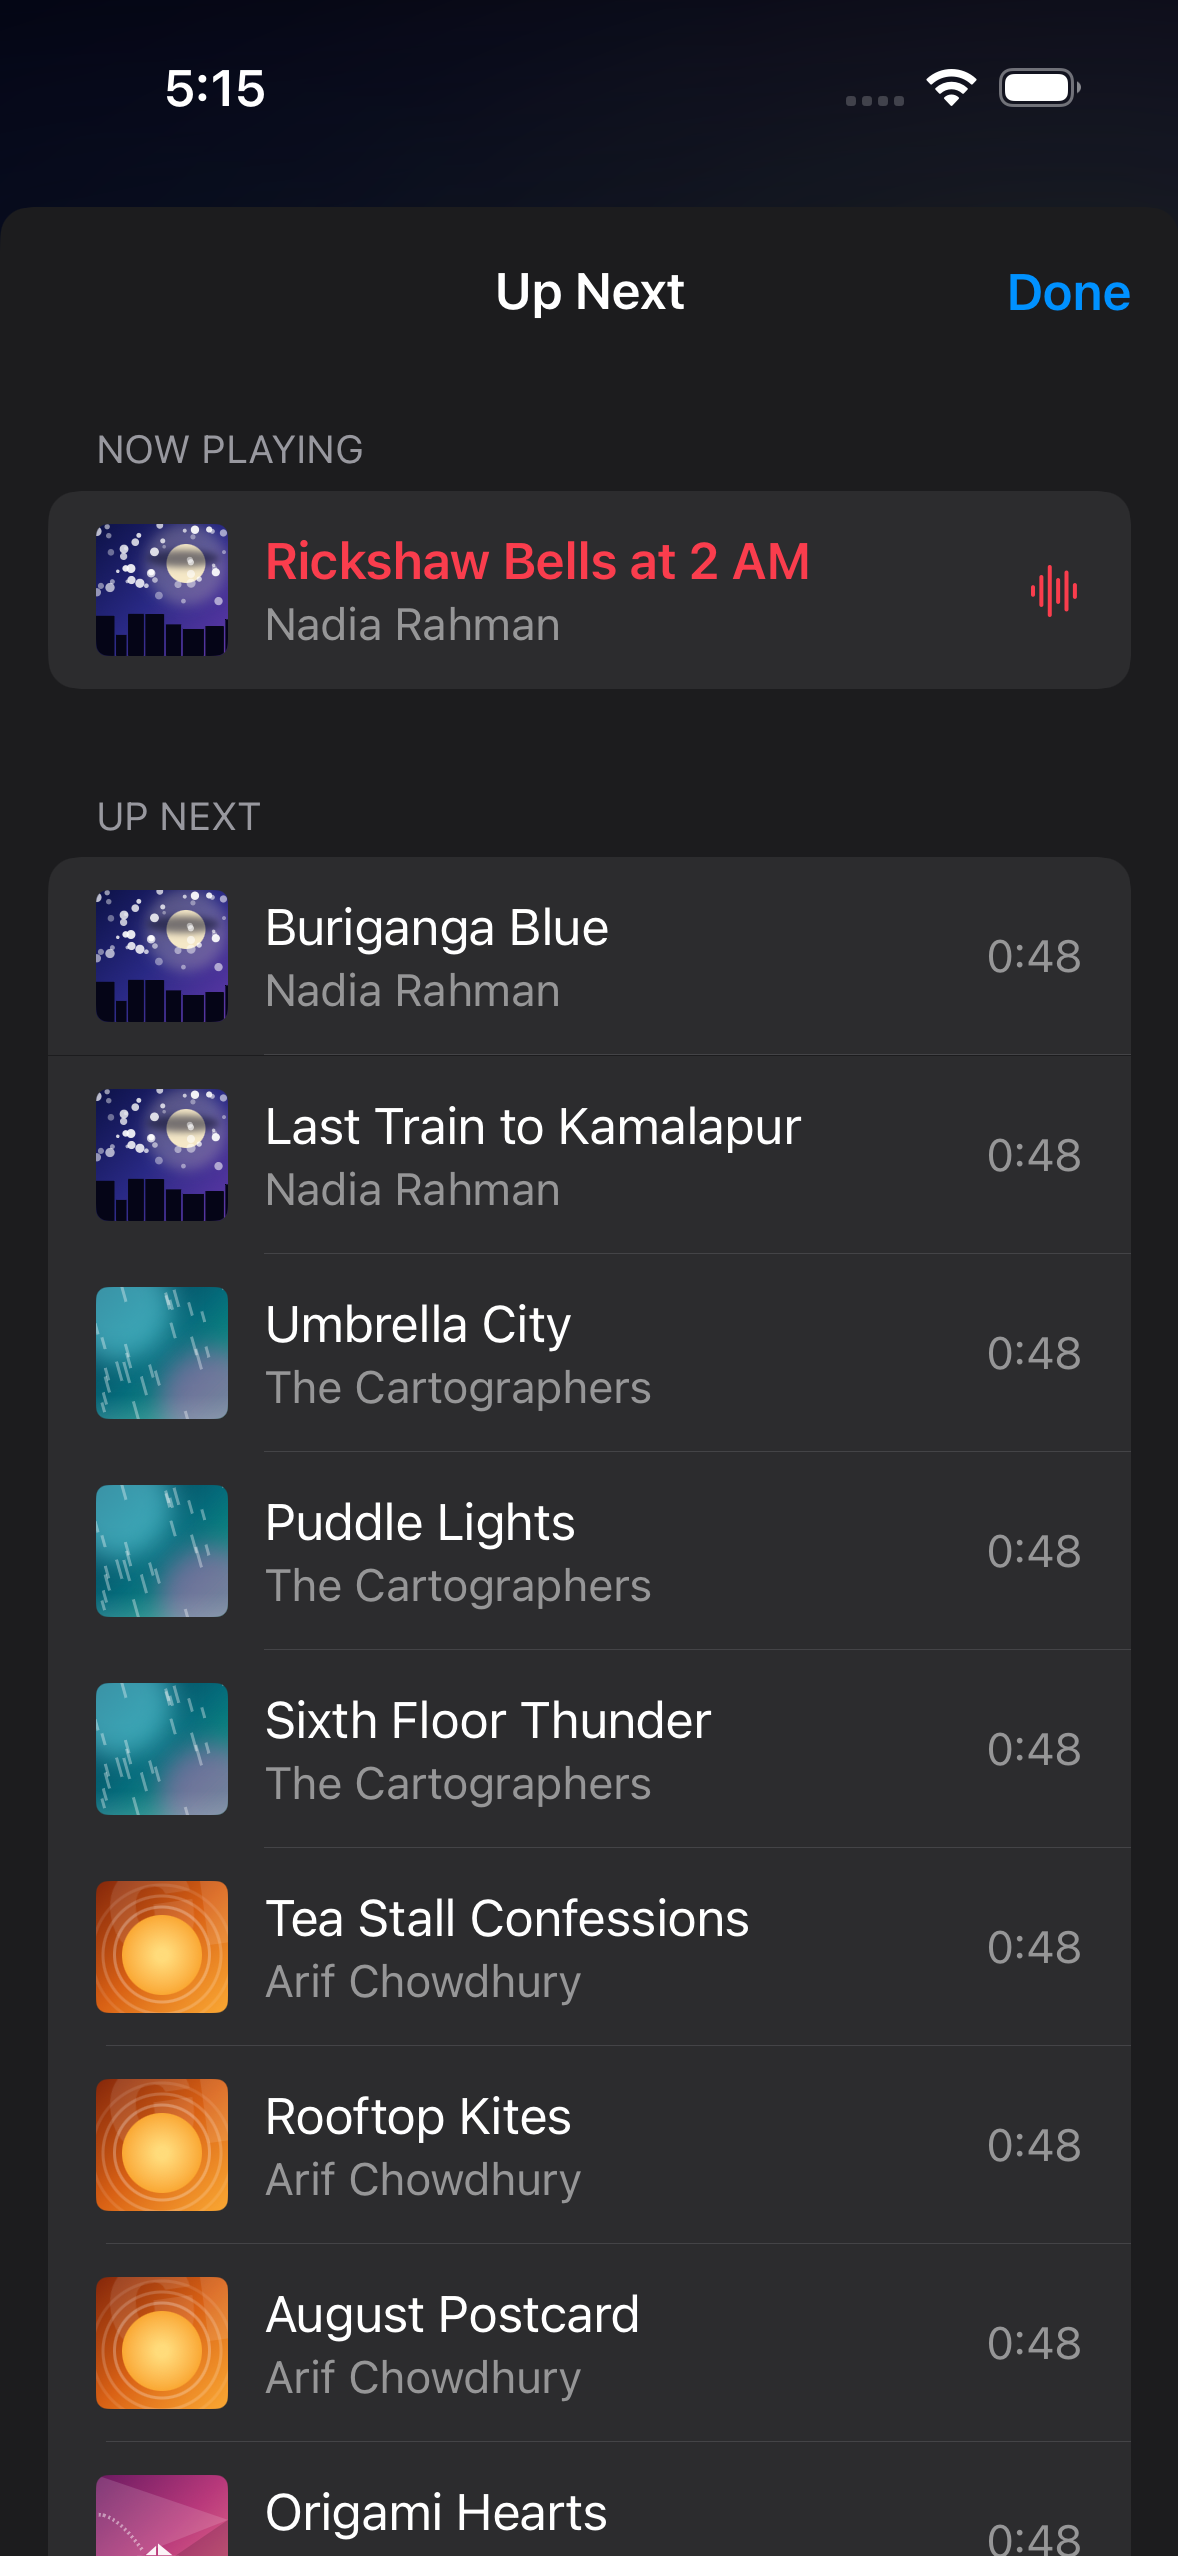 5:15
Up Next
Done
NOW PLAYING
Rickshaw Bells at 2 AM
Nadia Rahman
UP NEXT
Buriganga Blue
Nadia Rahman
0:48
Last Train to Kamalapur
Nadia Rahman
0:48
Umbrella City
The Cartographers
0:48
Puddle Lights
The Cartographers
0:48
Sixth Floor Thunder
The Cartographers
0:48
Tea Stall Confessions
Arif Chowdhury
0:48
Rooftop Kites
Arif Chowdhury
0:48
August Postcard
Arif Chowdhury
0:48
Origami Hearts
0:48